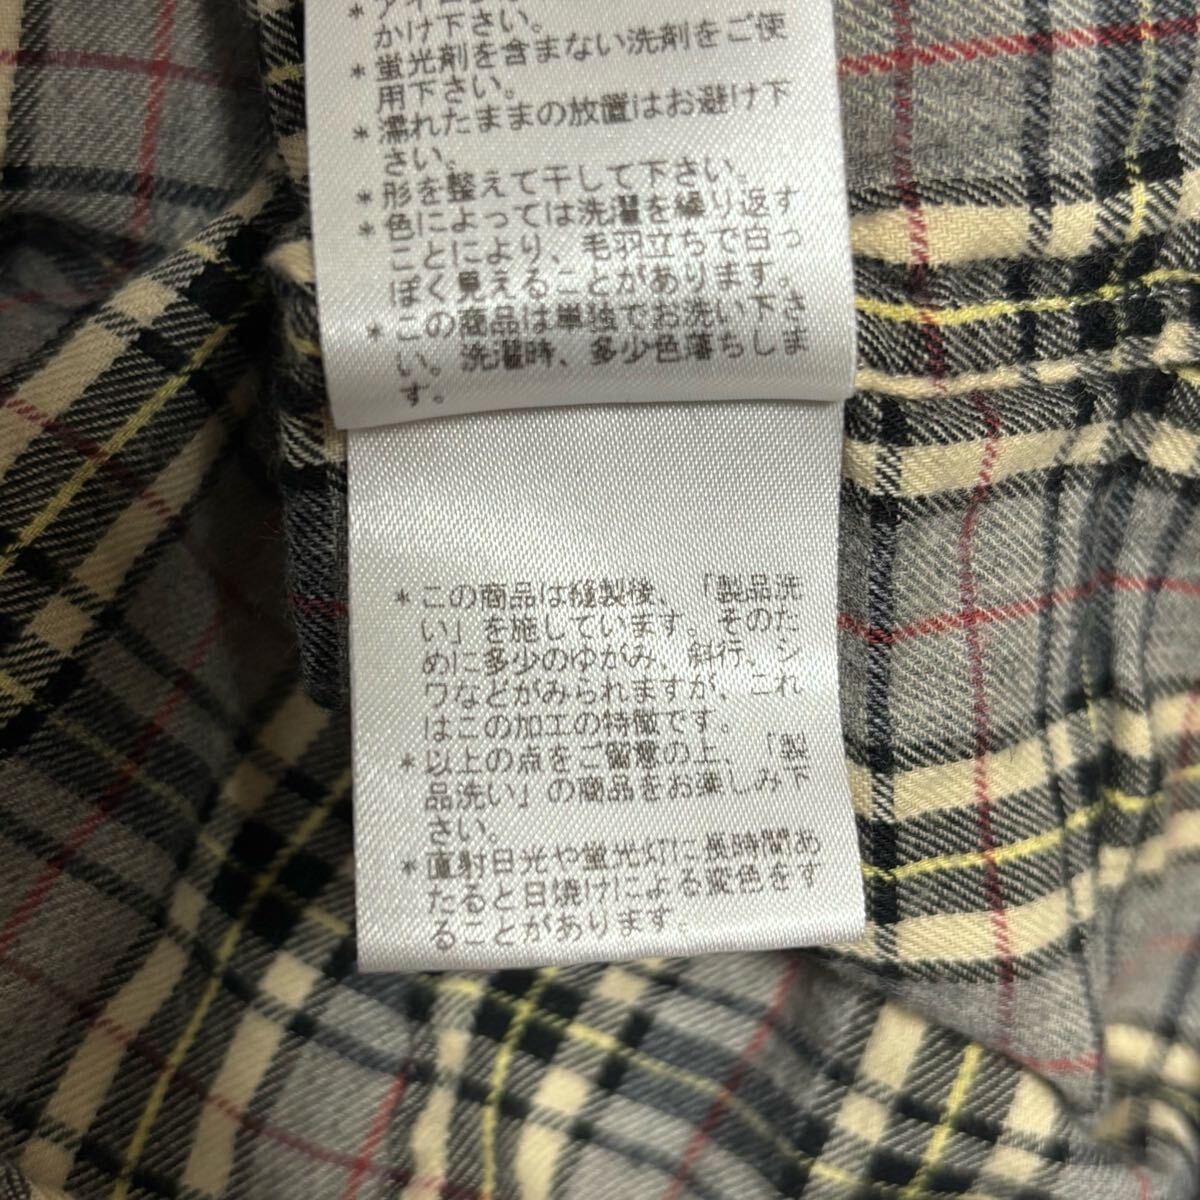 かけ下さい。
*蛍光剤を含まない洗剤をご使
用下さい。
*濡れたままの放置はお避け下
さい。
*形を整えて干して下さい。
*色によっては洗濯を繰り返す
ことにより、毛羽立ちで白っ
ぽく見えることがあります。
*この商品は単独でお洗い下さ
い。洗濯時、多少色落ちしま
す。
*この商品は縫製後、「製品洗
い」を施しています。そのた
めに多少のゆがみ、斜行、シ
ワなどがみられますが、これ
はこの加工の特徴です。
*以上の点をご留意の上、「製
品洗い」の商品をお楽しみ下
さい。
*直射日光や蛍光灯に長時間あ
たると日焼けによる変色をす
ることがあります。